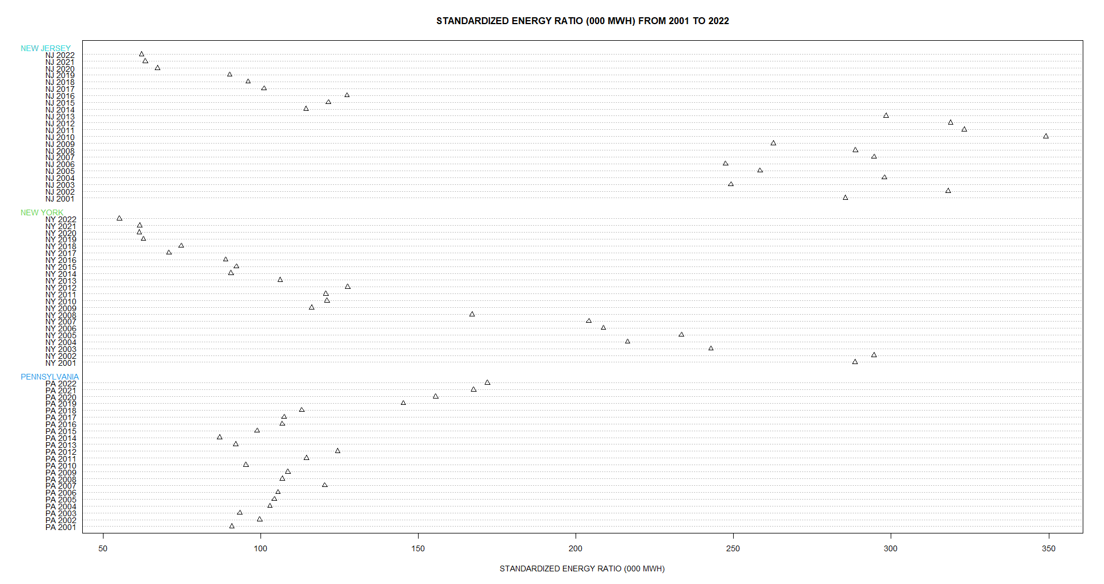 STANDARDIZED ENERGY RATIO (000 MWH) FROM 2001 TO 2022
NEW JERSEY
NJ 2022
NJ 2021
NJ 2020
NJ 2019
NJ 2018
NJ 2017
NJ 2016
NJ 2015
NJ 2014
NJ 2013
NJ 2012
NJ 2011
NJ 2010
NJ 2009
NJ 2008
NJ 2007
NJ 2006
NJ 2005
NJ 2004
NJ 2003
NJ 2002
NJ 2001
NEW YORK
NY 2022
NY 2021
NY 2020
NY 2019
NY 2018
NY 2017
NY 2016
NY 2015
NY 2014
NY 2013
NY 2012
NY 2011
NY 2010
NY 2009
NY 2008
NY 2007
NY 2006
NY 2005
NY 2004
NY 2003
NY 2002
NY 2001
PENNSYLVANIA
PA 2022
PA 2021
PA 2020
PA 2019
PA 2018
PA 2017
PA 2016
PA 2015
PA 2014
PA 2013
PA 2012
PA 2011
PA 2010
PA 2009
PA 2008
PA 2007
PA 2006
PA 2005
PA 2004
PA 2003
PA 2002
PA 2001
50 100 150 200 250 300 350
STANDARDIZED ENERGY RATIO (000 MWH)